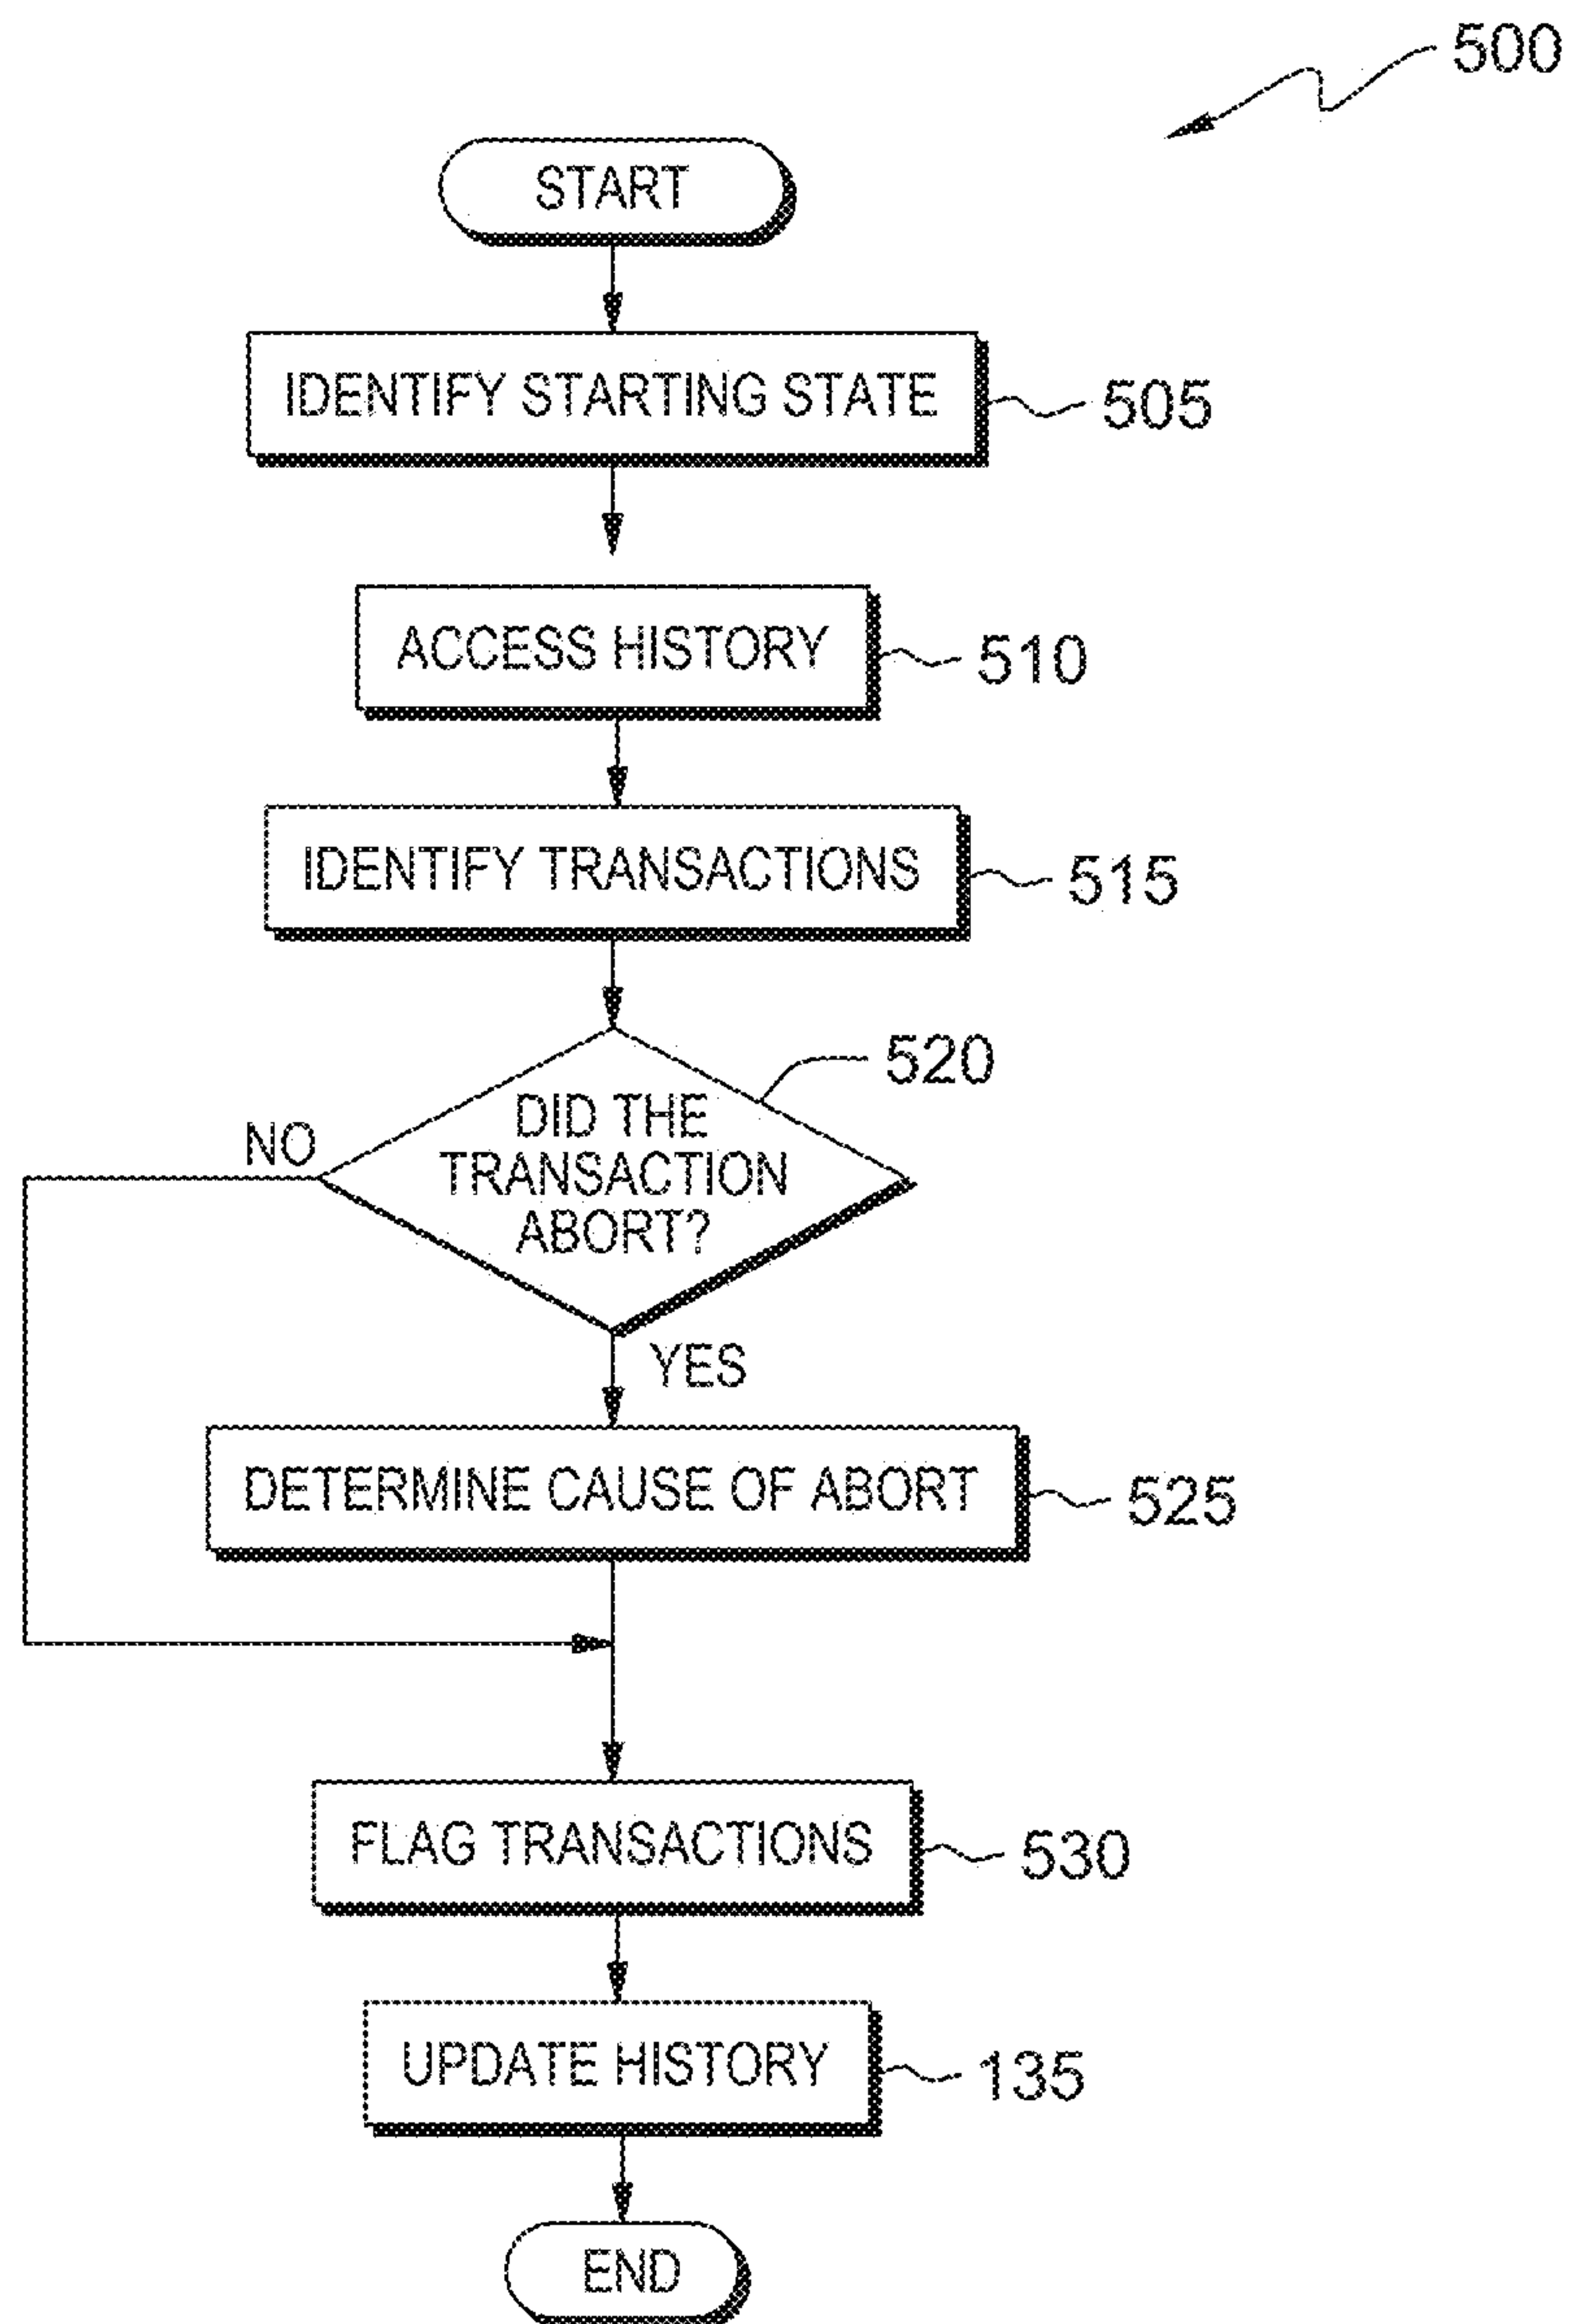 500
START
IDENTIFY STARTING STATE
505
ACCESS HISTORY
510
IDENTIFY TRANSACTIONS
515
520
DID THE
TRANSACTION
ABORT?
NO
YES
DETERMINE CAUSE OF ABORT
525
FLAG TRANSACTIONS
530
UPDATE HISTORY
135
END